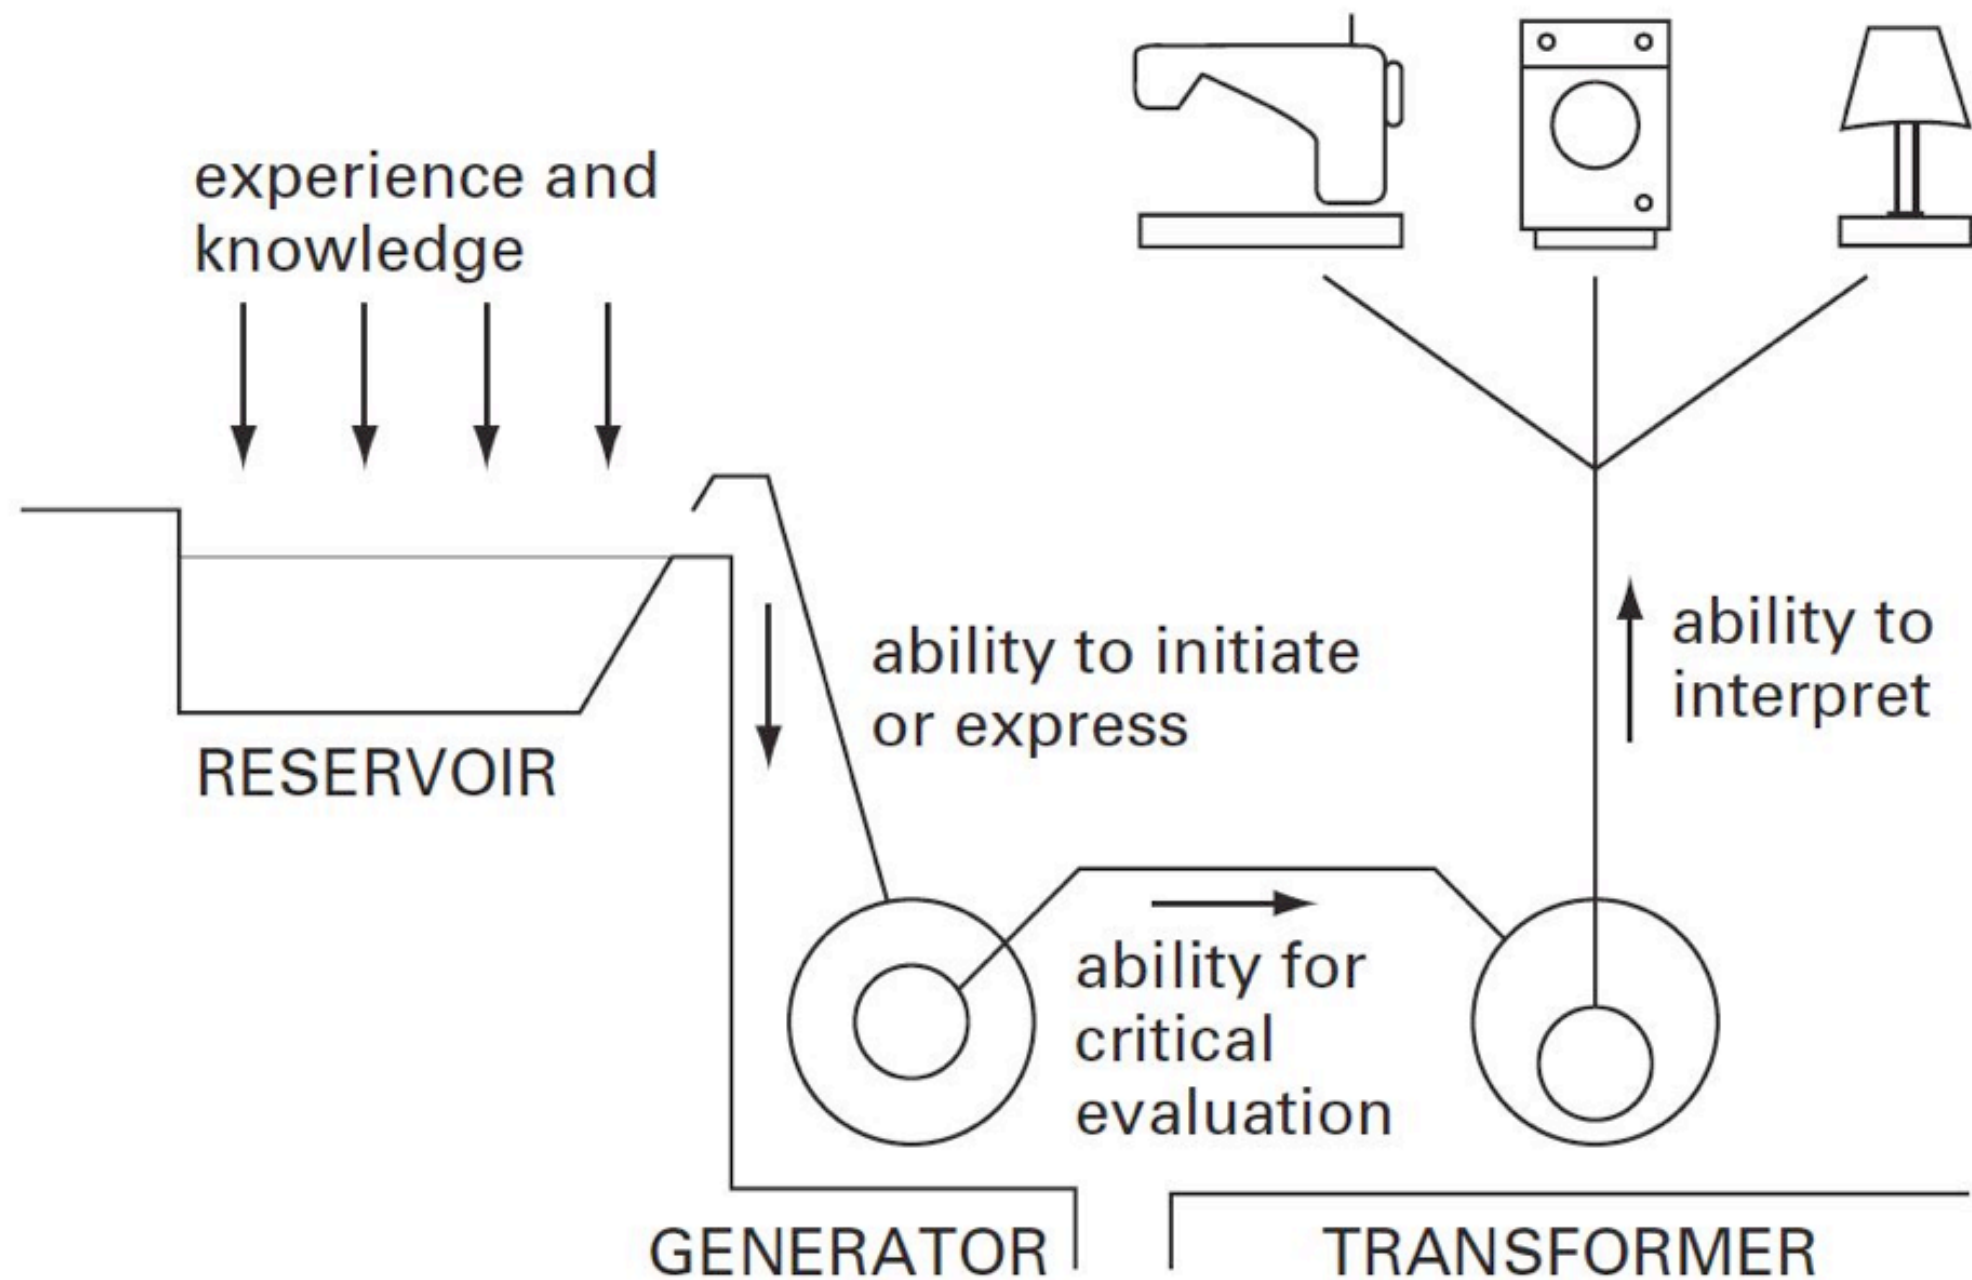 experience and
knowledge
RESERVOIR
ability to initiate
or express
ability for
critical
evaluation
ability to
interpret
GENERATOR
TRANSFORMER